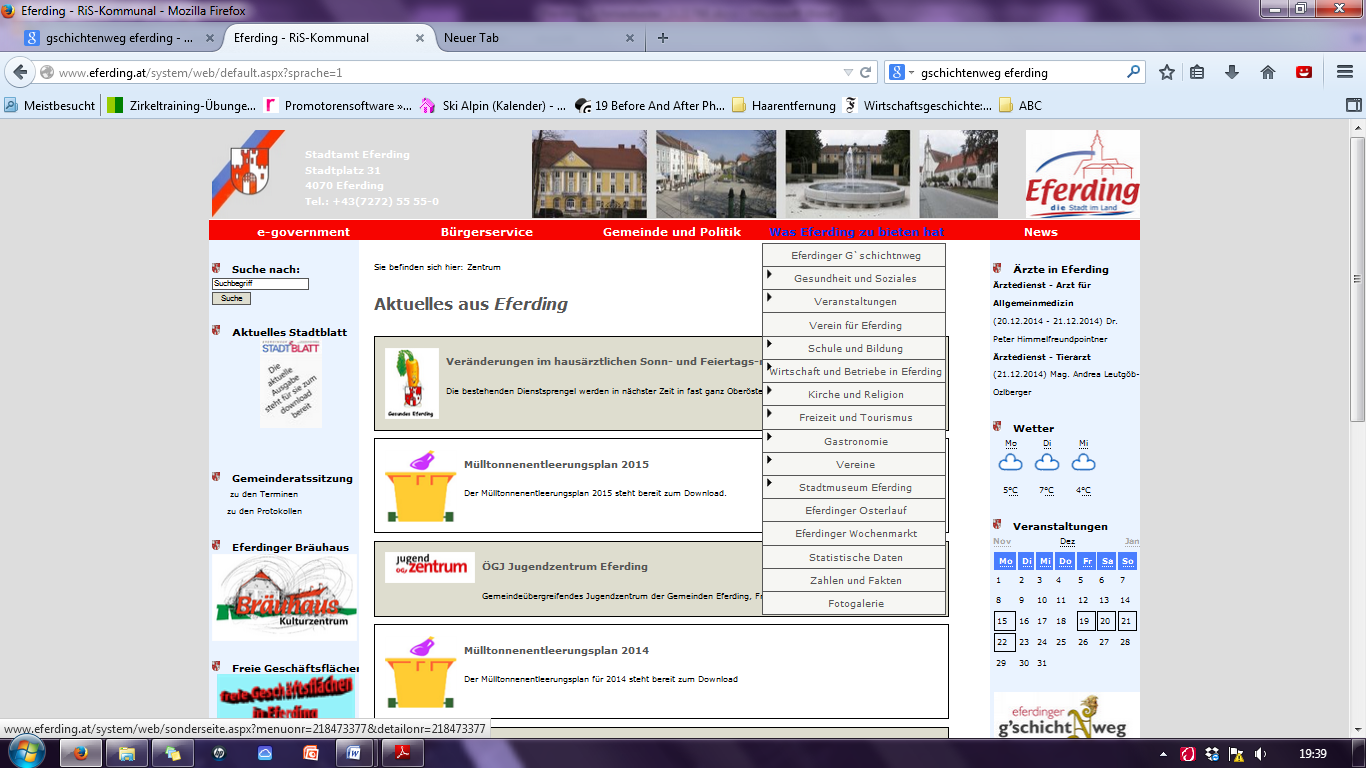 Eferding - RiS-Kommunal - Mozilla Firefox
gschichtenweg eferding - ...
Eferding - RiS-Kommunal
Neuer Tab
www.eferding.at/system/web/default.aspx?sprache=1
gschichtenweg eferding
Meistbesucht
Zirkeltraining-Übunge...
Promotorensoftware »...
Ski Alpin (Kalender) - ...
19 Before And After Ph...
Haarentfernung
Wirtschaftsgeschichte:...
ABC
Stadtamt Eferding
Stadtplatz 31
4070 Eferding
Tel.: +43(7272) 55 55-0
Eferding
die Stadt im Land
e-government
Bürgerservice
Gemeinde und Politik
Was Eferding zu bieten hat
News
Suche nach:
Suchbegriff
Suche
Aktuelles Stadtblatt
STADTBLATT
Die
aktuelle
Ausgabe
steht für sie zum
download
bereit
Gemeinderatssitzung
zu den Terminen
zu den Protokollen
Eferdinger Bräuhaus
Bräuhaus
Kulturzentrum
Freie Geschäftsflächen
Freie Geschäftsflächen
in Eferding
Sie befinden sich hier: Zentrum
Aktuelles aus Eferding
Gesundes Eferding
Veränderungen im hausärztlichen Sonn- und Feiertags-
Die bestehenden Dienstsprengel werden in nächster Zeit in fast ganz Oberöste
Mülltonnenentleerungsplan 2015
Der Mülltonnenentleerungsplan 2015 steht bereit zum Download.
jugend
ÖGJ zentrum
ÖGJ Jugendzentrum Eferding
Gemeindeübergreifendes Jugendzentrum der Gemeinden Eferding, Fr
Mülltonnenentleerungsplan 2014
Der Mülltonnenentleerungsplan für 2014 steht bereit zum Download
Eferdinger G`schichtnweg
Gesundheit und Soziales
Veranstaltungen
Verein für Eferding
Schule und Bildung
Wirtschaft und Betriebe in Eferding
Kirche und Religion
Freizeit und Tourismus
Gastronomie
Vereine
Stadtmuseum Eferding
Eferdinger Osterlauf
Eferdinger Wochenmarkt
Statistische Daten
Zahlen und Fakten
Fotogalerie
Ärzte in Eferding
Ärztedienst - Arzt für
Allgemeinmedizin
(20.12.2014 - 21.12.2014) Dr.
Peter Himmelfreundpointner
Ärztedienst - Tierarzt
(21.12.2014) Mag. Andrea Leutgöb-
Ozlberger
Wetter
Mo Di Mi
5°C 7°C 4°C
Veranstaltungen
Nov Dez Jan
Mo Di Mi Do Fr Sa So
1 2 3 4 5 6 7
8 9 10 11 12 13 14
15 16 17 18 19 20 21
22 23 24 25 26 27 28
29 30 31
eferdinger
g'schichtNweg
www.eferding.at/system/web/sonderseite.aspx?menuonr=218473377&detailonr=218473377
19:39